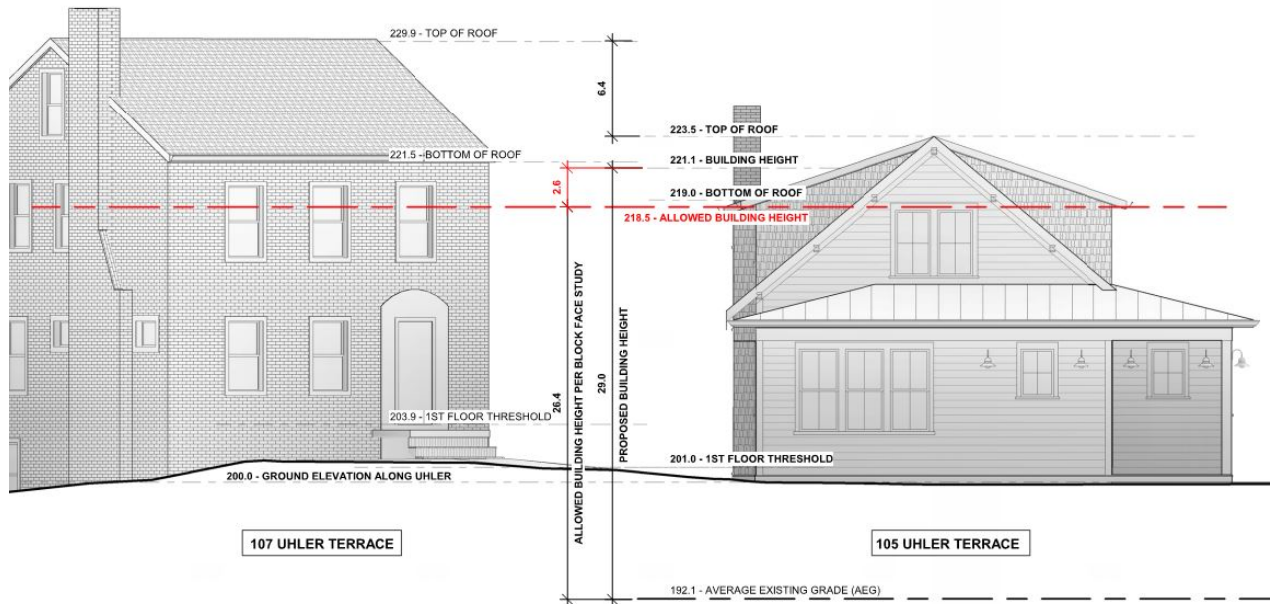 229.9 - TOP OF ROOF
6.4
223.5 - TOP OF ROOF
221.5 - BOTTOM OF ROOF
221.1 - BUILDING HEIGHT
2.6
219.0 - BOTTOM OF ROOF
218.5 - ALLOWED BUILDING HEIGHT
ALLOWED BUILDING HEIGHT PER BLOCK FACE STUDY
26.4
29.0
PROPOSED BUILDING HEIGHT
203.9 - 1ST FLOOR THRESHOLD
201.0 - 1ST FLOOR THRESHOLD
200.0 - GROUND ELEVATION ALONG UHLER
107 UHLER TERRACE
105 UHLER TERRACE
192.1 - AVERAGE EXISTING GRADE (AEG)